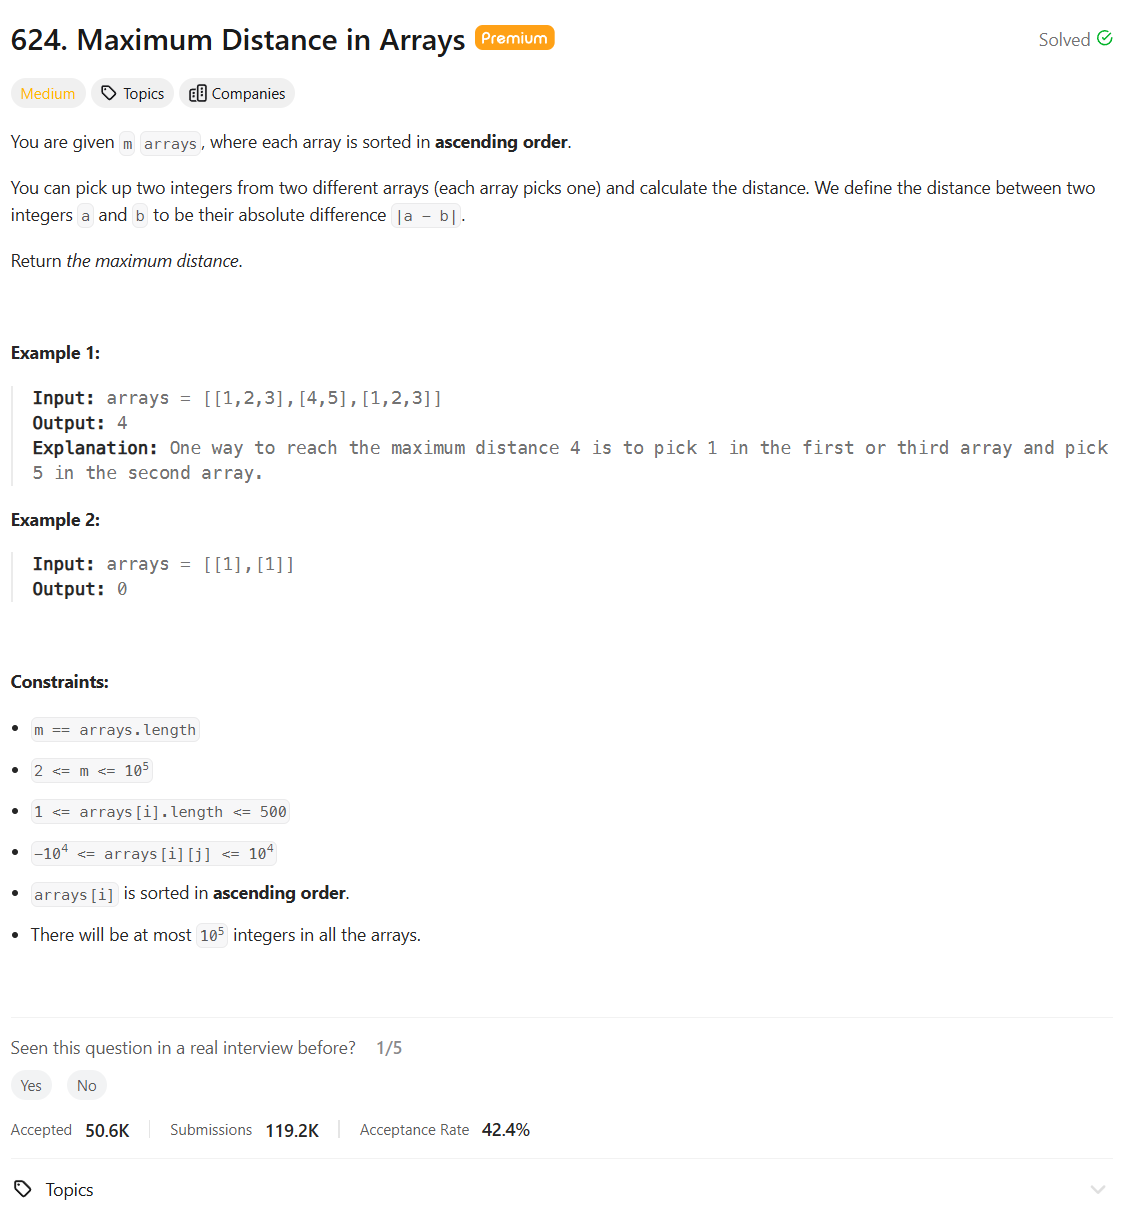 624. Maximum Distance in Arrays Premium Solved
Medium Topics Companies
You are given m arrays, where each array is sorted in ascending order.
You can pick up two integers from two different arrays (each array picks one) and calculate the distance. We define the distance between two
integers a and b to be their absolute difference |a - b|.
Return the maximum distance.
Example 1:
Input: arrays = [[1,2,3],[4,5],[1,2,3]]
Output: 4
Explanation: One way to reach the maximum distance 4 is to pick 1 in the first or third array and pick
5 in the second array.
Example 2:
Input: arrays = [[1],[1]]
Output: 0
Constraints:
• m == arrays.length
• 2 <= m <= 10⁵
• 1 <= arrays[i].length <= 500
• -10⁴ <= arrays[i][j] <= 10⁴
• arrays[i] is sorted in ascending order.
• There will be at most 10⁵ integers in all the arrays.
Seen this question in a real interview before? 1/5
Yes No
Accepted 50.6K Submissions 119.2K Acceptance Rate 42.4%
Topics